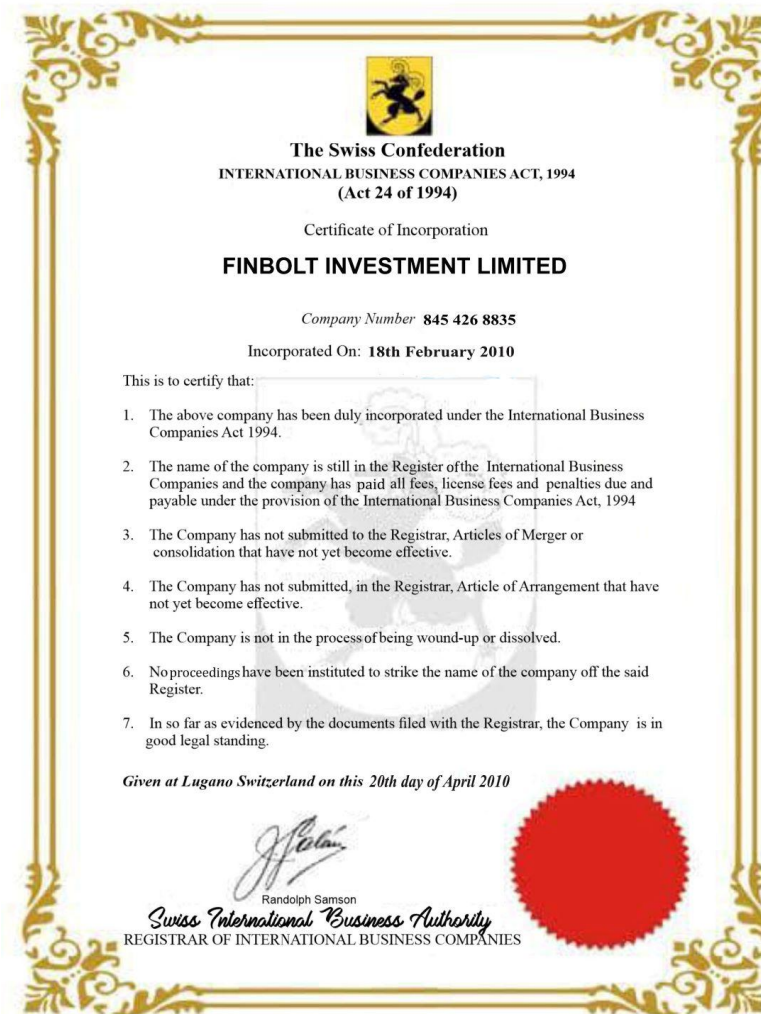 The Swiss Confederation
INTERNATIONAL BUSINESS COMPANIES ACT, 1994
(Act 24 of 1994)
Certificate of Incorporation
FINBOLT INVESTMENT LIMITED
Company Number 845 426 8835
Incorporated On: 18th February 2010
This is to certify that:
1. The above company has been duly incorporated under the International Business
Companies Act 1994.
2. The name of the company is still in the Register of the International Business
Companies and the company has paid all fees, license fees and penalties due and
payable under the provision of the International Business Companies Act, 1994
3. The Company has not submitted to the Registrar, Articles of Merger or
consolidation that have not yet become effective.
4. The Company has not submitted, in the Registrar, Article of Arrangement that have
not yet become effective.
5. The Company is not in the process of being wound-up or dissolved.
6. No proceedings have been instituted to strike the name of the company off the said
Register.
7. In so far as evidenced by the documents filed with the Registrar, the Company is in
good legal standing.
Given at Lugano Switzerland on this 20th day of April 2010
Randolph Samson
Swiss International Business Authority
REGISTRAR OF INTERNATIONAL BUSINESS COMPANIES